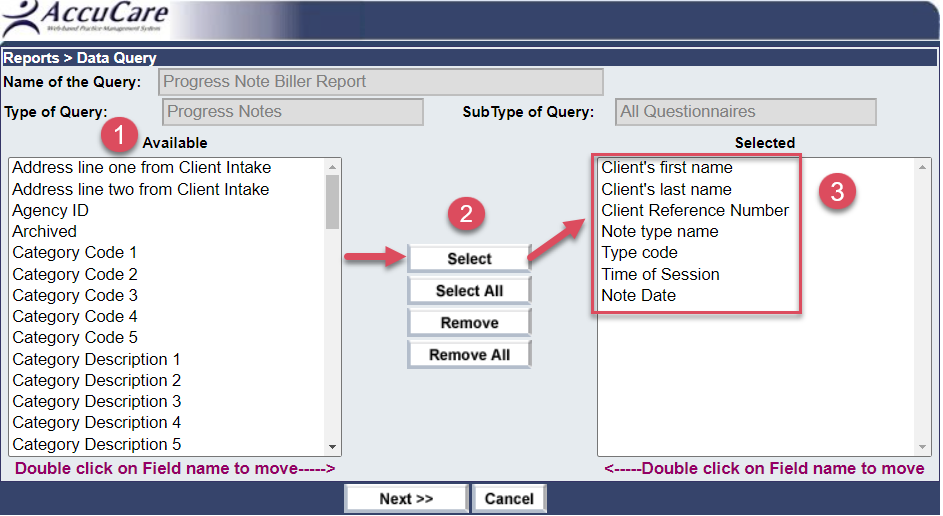 AccuCare
Web-based Practice Management System
Reports > Data Query
Name of the Query: Progress Note Biller Report
Type of Query: Progress Notes SubType of Query: All Questionnaires
1
Available
Address line one from Client Intake
Address line two from Client Intake
Agency ID
Archived
Category Code 1
Category Code 2
Category Code 3
Category Code 4
Category Code 5
Category Description 1
Category Description 2
Category Description 3
Category Description 4
Category Description 5
Double click on Field name to move----->
2
Select
Select All
Remove
Remove All
Selected
Client's first name
Client's last name
Client Reference Number
Note type name
Type code
Time of Session
Note Date
3
<-----Double click on Field name to move
Next >> Cancel